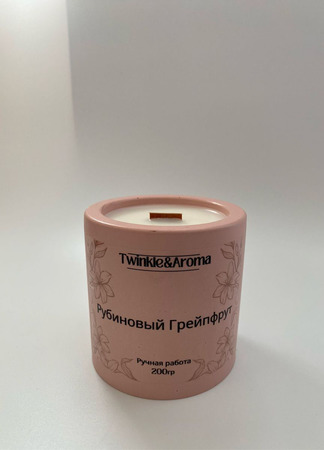 Twinkle&Aroma
Рубиновый Грейпфрут
Ручная работа
200гр